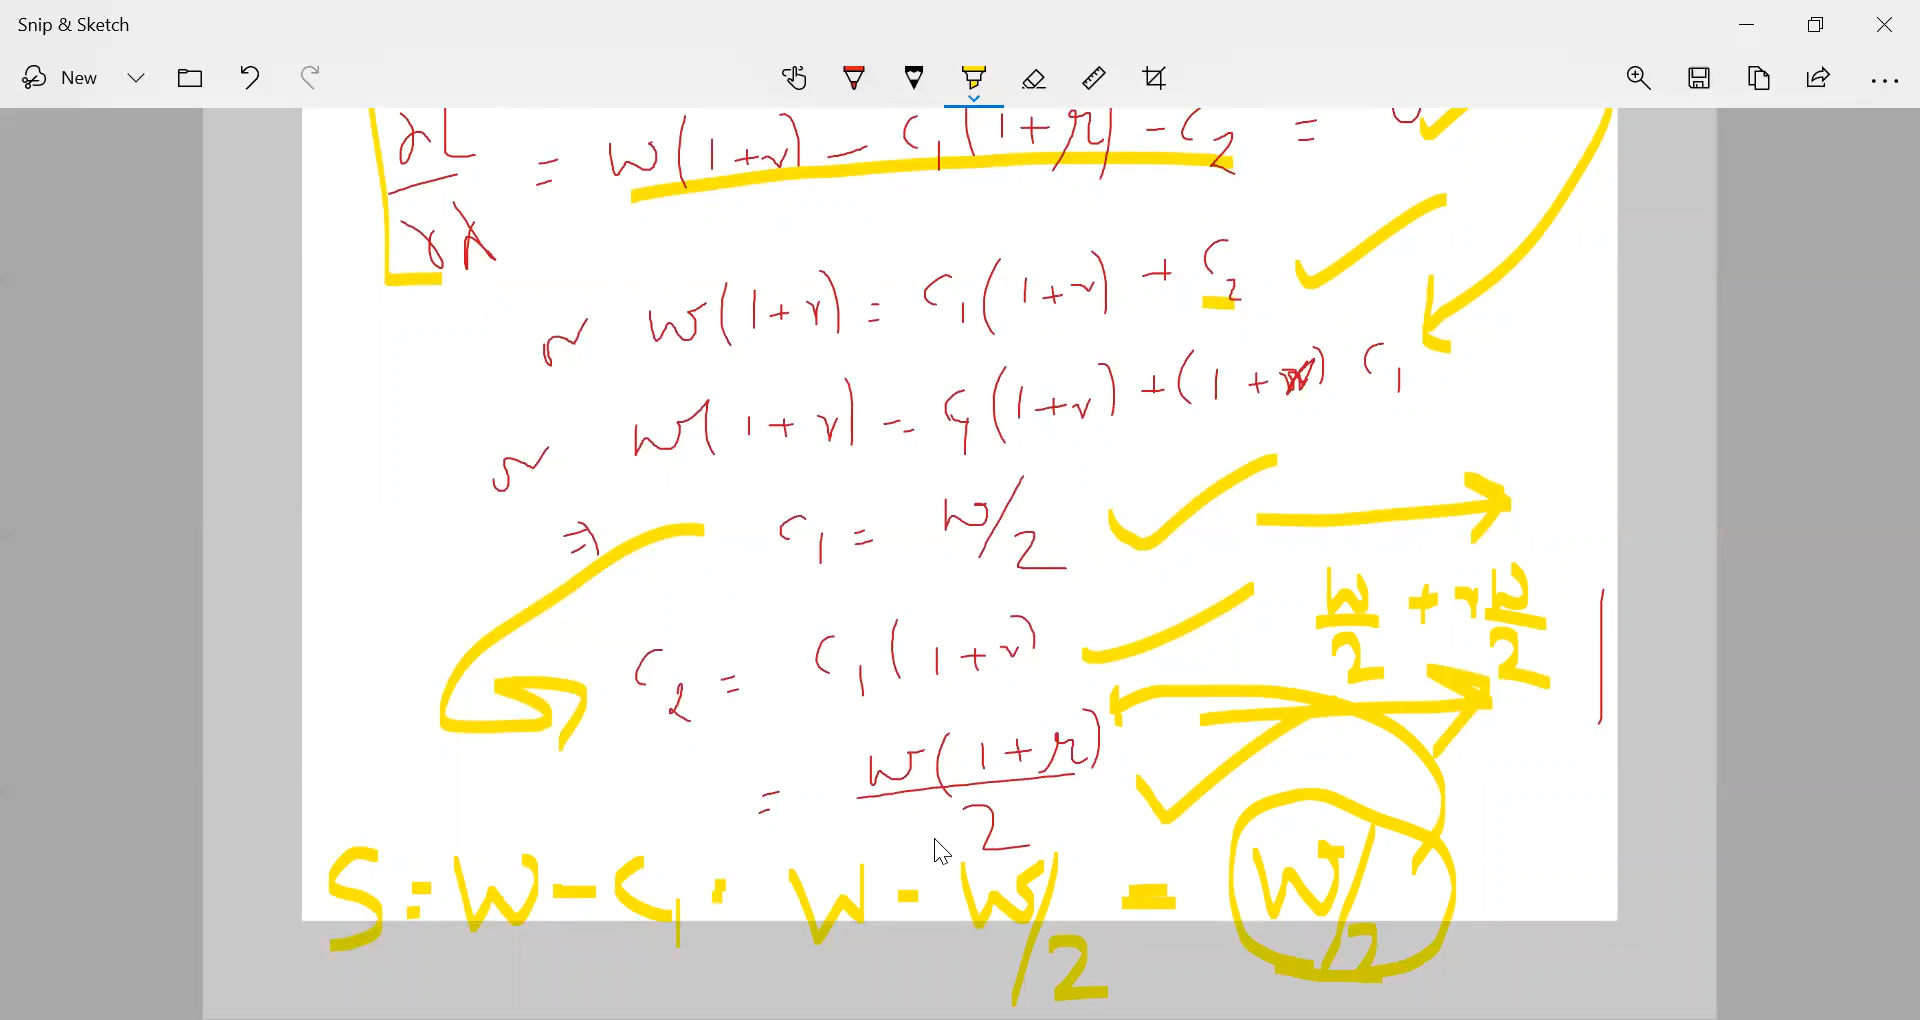 Snip & Sketch
New
∂L/∂λ = W(1+r) - C₁(1+r) - C₂ = 0
~ W(1+r) = C₁(1+r) + C₂
~ W(1+r) = C₁(1+r) + (1+r) C₁
⇒ C₁ = W/2
W/2 + rW/2
C₂ = C₁(1+r)
= W(1+r)/2
S = W - C₁ = W - W/2 = W/2